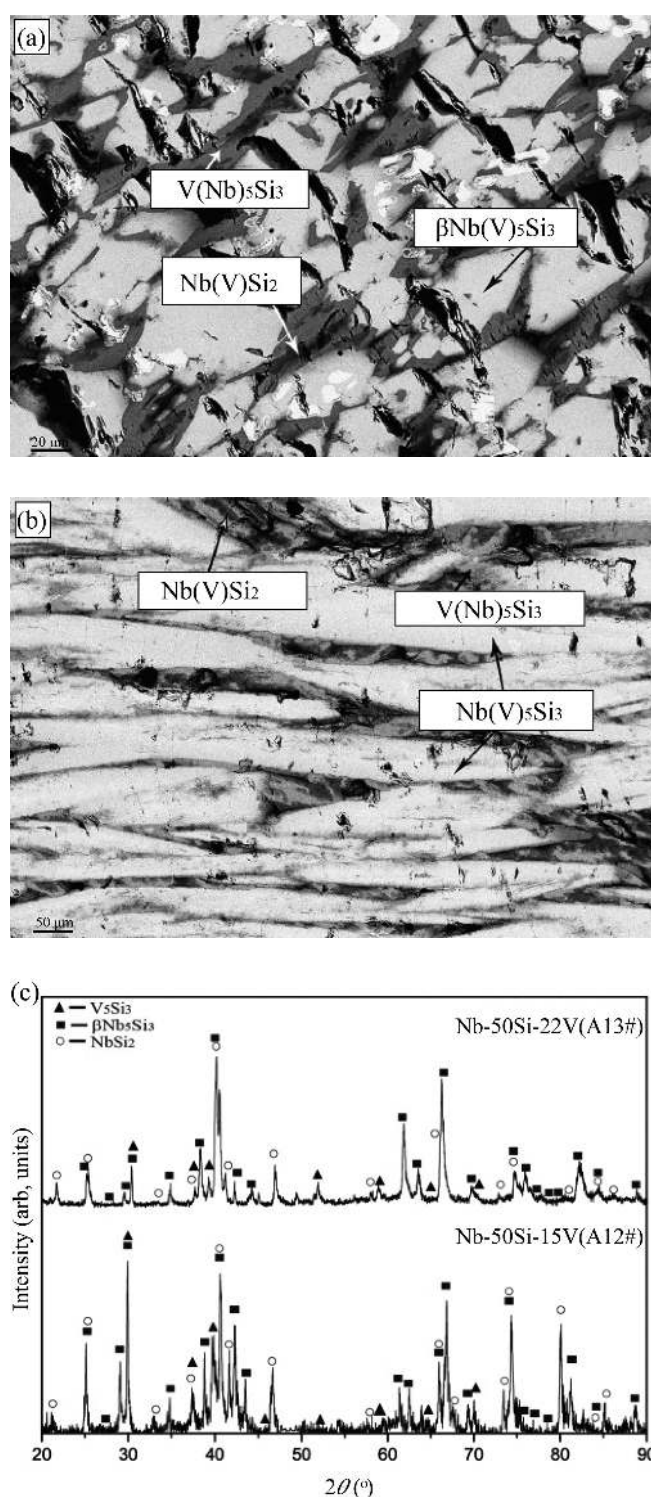 (a)
V(Nb)₅Si₃
βNb(V)₅Si₃
Nb(V)Si₂
20 μm
(b)
Nb(V)Si₂
V(Nb)₅Si₃
Nb(V)₅Si₃
50 μm
(c)
▲ — V₅Si₃
■ — βNb₅Si₃
○ — NbSi₂
Nb-50Si-22V(A13#)
Nb-50Si-15V(A12#)
Intensity (arb, units)
20 30 40 50 60 70 80 90
2θ (°)